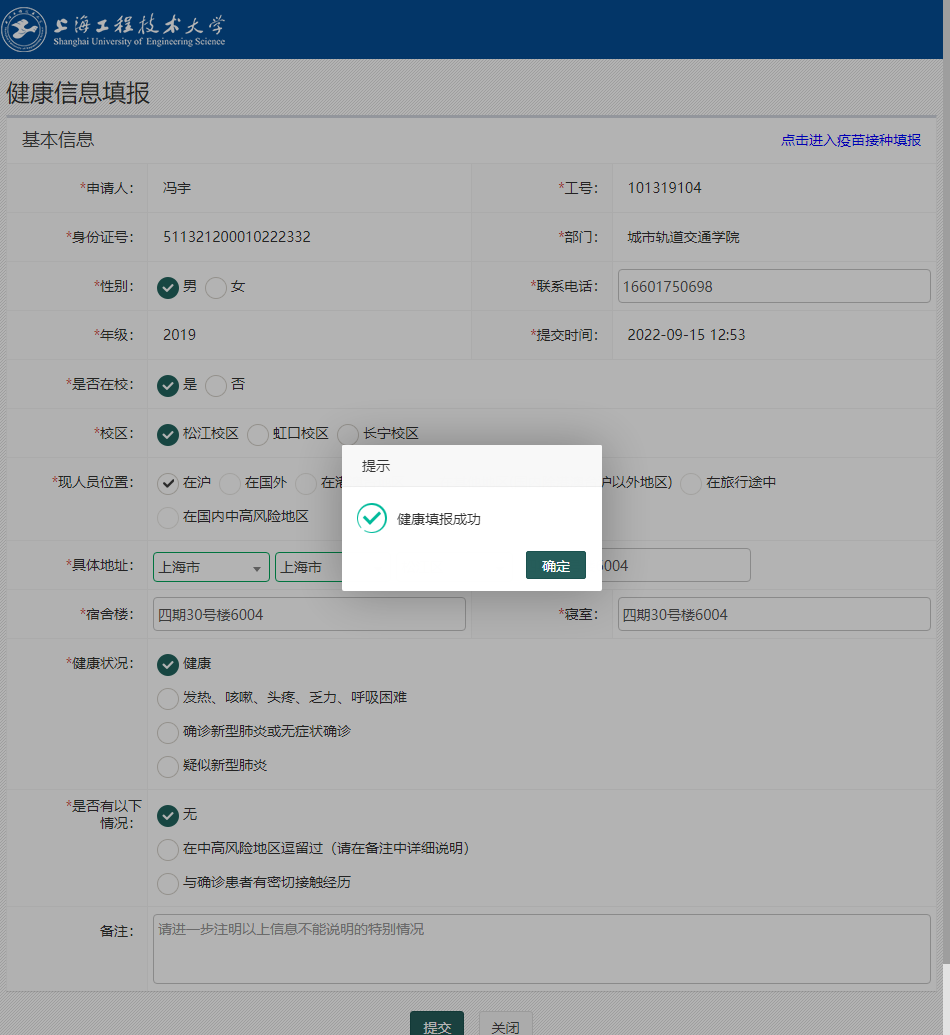 上海工程技术大学
Shanghai University of Engineering Science
健康信息填报
基本信息 点击进入疫苗接种填报
*申请人： 冯宇 *工号： 101319104
*身份证号： 511321200010222332 *部门： 城市轨道交通学院
*性别： 男 女 *联系电话： 16601750698
*年级： 2019 *提交时间： 2022-09-15 12:53
*是否在校： 是 否
*校区： 松江校区 虹口校区 长宁校区
*现人员位置： 在沪 在国外 在港 沪以外地区) 在旅行途中
在国内中高风险地区
提示
健康填报成功
确定
*具体地址： 上海市 上海市 6004
*宿舍楼： 四期30号楼6004 *寝室： 四期30号楼6004
*健康状况： 健康
发热、咳嗽、头疼、乏力、呼吸困难
确诊新型肺炎或无症状确诊
疑似新型肺炎
*是否有以下情况： 无
在中高风险地区逗留过（请在备注中详细说明）
与确诊患者有密切接触经历
备注： 请进一步注明以上信息不能说明的特别情况
提交 关闭